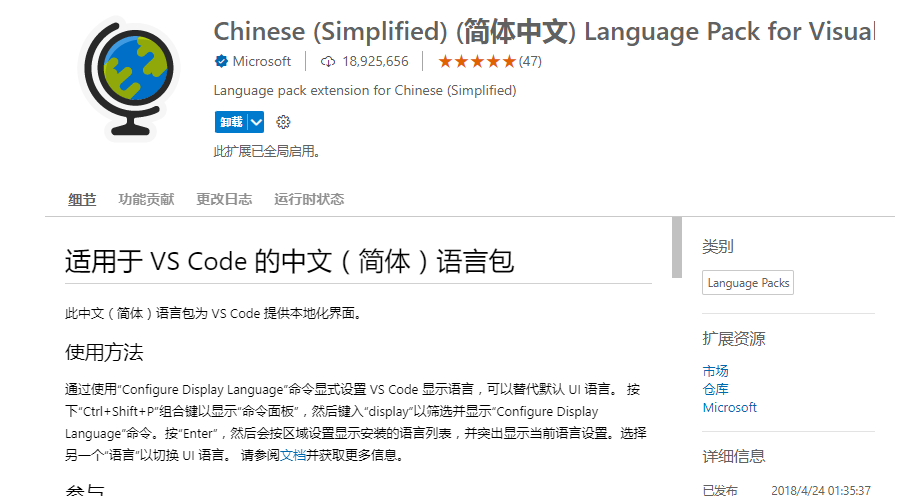 Chinese (Simplified) (简体中文) Language Pack for Visual
Microsoft 18,925,656 ★★★★★(47)
Language pack extension for Chinese (Simplified)
卸载
此扩展已全局启用。
细节 功能贡献 更改日志 运行时状态
适用于 VS Code 的中文（简体）语言包
此中文（简体）语言包为 VS Code 提供本地化界面。
使用方法
通过使用“Configure Display Language”命令显式设置 VS Code 显示语言，可以替代默认 UI 语言。 按
下“Ctrl+Shift+P”组合键以显示“命令面板”，然后键入“display”以筛选并显示“Configure Display
Language”命令。按“Enter”，然后会按区域设置显示安装的语言列表，并突出显示当前语言设置。选择
另一个“语言”以切换 UI 语言。 请参阅文档并获取更多信息。
参与
类别
Language Packs
扩展资源
市场
仓库
Microsoft
详细信息
已发布 2018/4/24 01:35:37